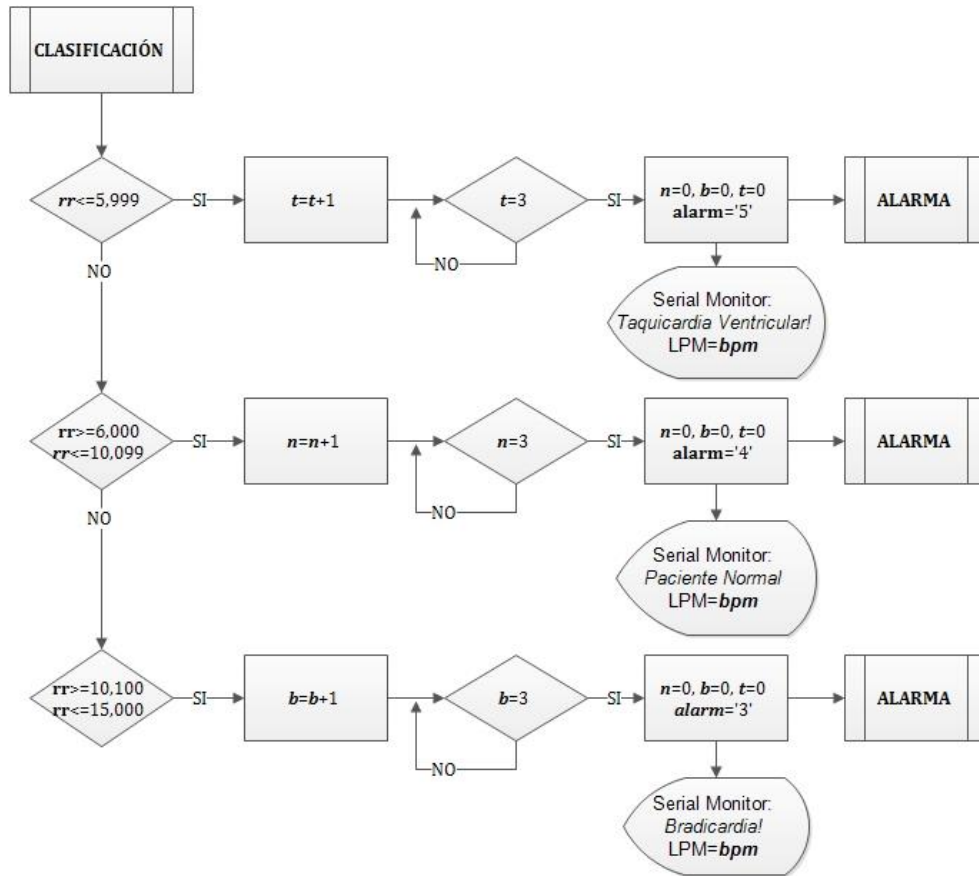 CLASIFICACIÓN
rr<=5,999
SI
t=t+1
t=3
SI
n=0, b=0, t=0
alarm='5'
ALARMA
NO
NO
Serial Monitor:
Taquicardia Ventricular!
LPM=bpm
rr>=6,000
rr<=10,099
SI
n=n+1
n=3
SI
n=0, b=0, t=0
alarm='4'
ALARMA
NO
NO
Serial Monitor:
Paciente Normal
LPM=bpm
rr>=10,100
rr<=15,000
SI
b=b+1
b=3
SI
n=0, b=0, t=0
alarm='3'
ALARMA
NO
Serial Monitor:
Bradicardia!
LPM=bpm